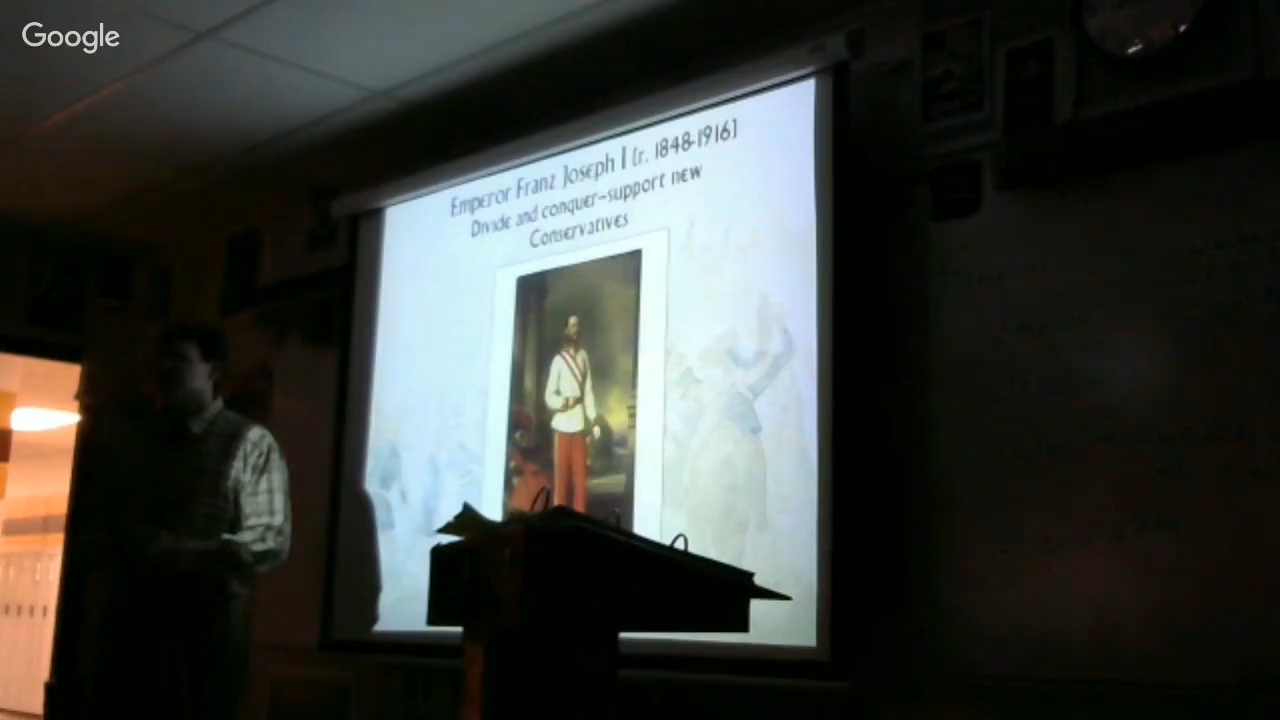 Google
Emperor Franz Joseph I [r. 1848-1916]
Divide and conquer–support new
Conservatives